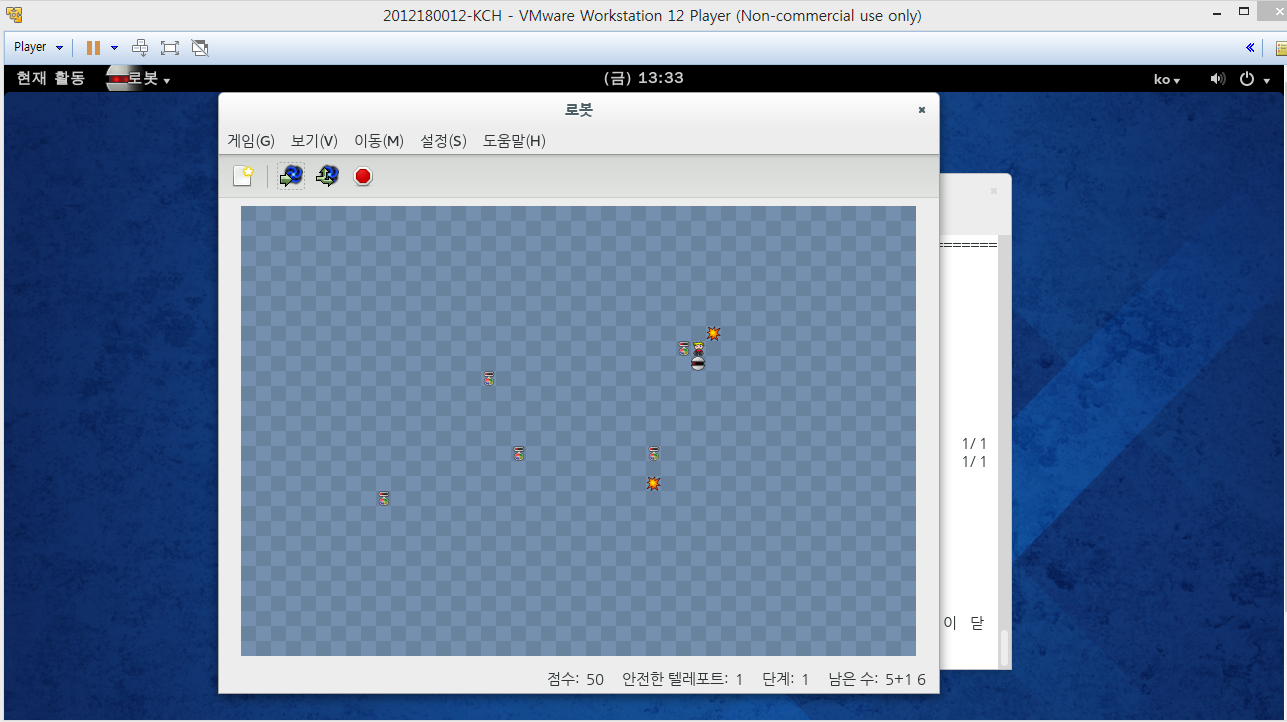 2012180012-KCH - VMware Workstation 12 Player (Non-commercial use only)
Player
현재 활동 로봇 (금) 13:33 ko
로봇
게임(G) 보기(V) 이동(M) 설정(S) 도움말(H)
=======
1/ 1
1/ 1
이 닫
점수: 50 안전한 텔레포트: 1 단계: 1 남은 수: 5+1 6